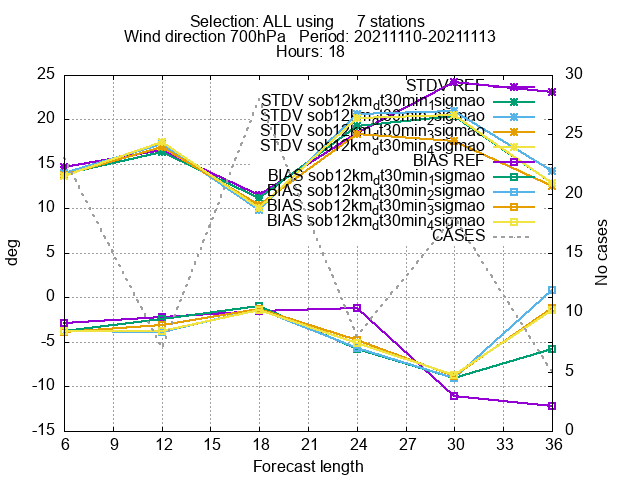 Selection: ALL using 7 stations
Wind direction 700hPa Period: 20211110-20211113
Hours: 18
25
20
15
10
5
0
-5
-10
-15
deg
30
25
20
15
10
5
0
No cases
STDV REF
STDV sob12km_dt30min_1sigmao
STDV sob12km_dt30min_2sigmao
STDV sob12km_dt30min_3sigmao
STDV sob12km_dt30min_4sigmao
BIAS REF
BIAS sob12km_dt30min_1sigmao
BIAS sob12km_dt30min_2sigmao
BIAS sob12km_dt30min_3sigmao
BIAS sob12km_dt30min_4sigmao
CASES
6 9 12 15 18 21 24 27 30 33 36
Forecast length